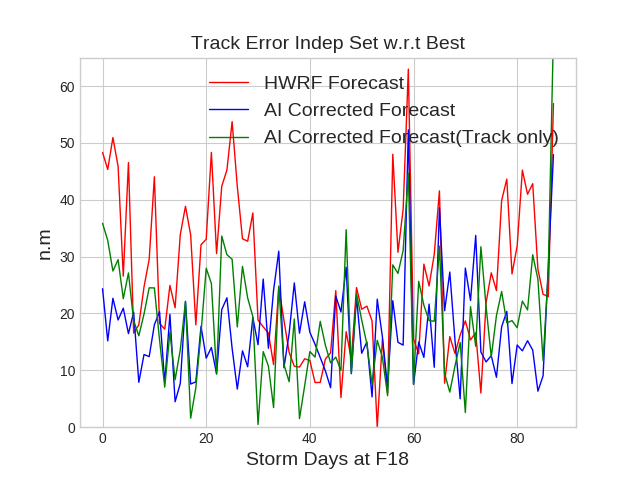 Track Error Indep Set w.r.t Best
HWRF Forecast
AI Corrected Forecast
AI Corrected Forecast(Track only)
n.m
60
50
40
30
20
10
0
0 20 40 60 80
Storm Days at F18